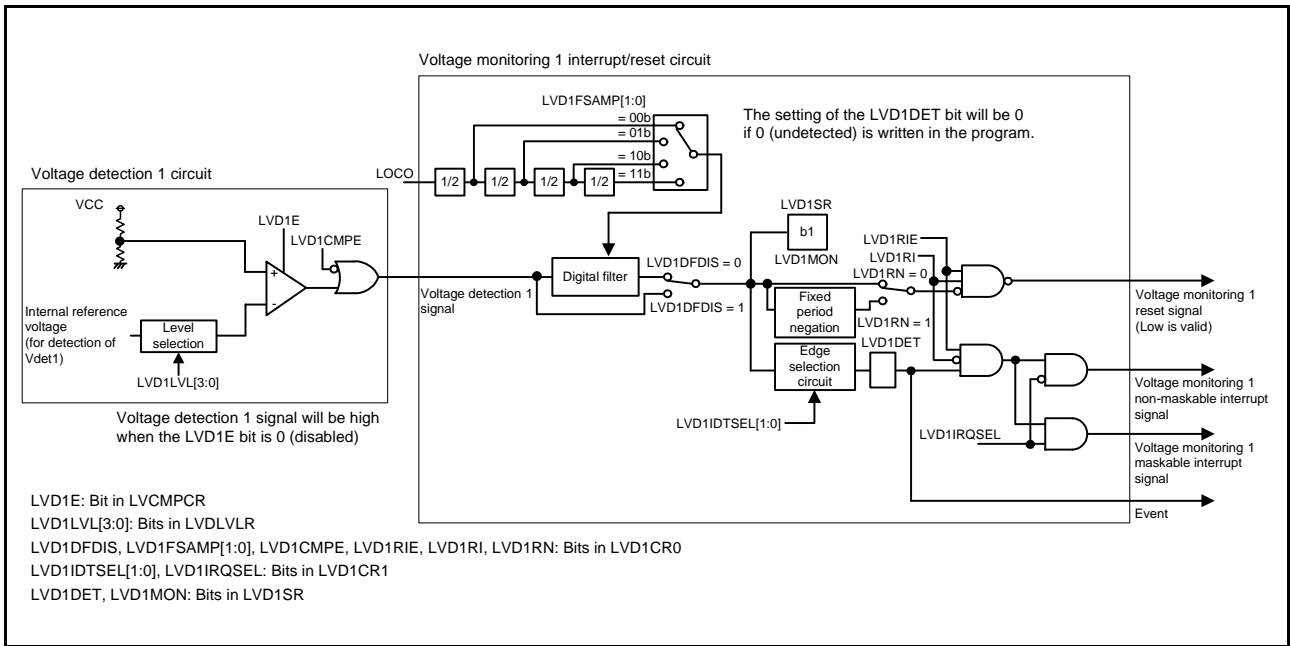 Voltage monitoring 1 interrupt/reset circuit
LVD1FSAMP[1:0]
= 00b
= 01b
= 10b
= 11b
The setting of the LVD1DET bit will be 0
if 0 (undetected) is written in the program.
LOCO
1/2
1/2
1/2
1/2
Voltage detection 1 circuit
VCC
LVD1E
LVD1CMPE
+
-
Internal reference
voltage
(for detection of
Vdet1)
Level
selection
LVD1LVL[3:0]
Voltage detection 1 signal will be high
when the LVD1E bit is 0 (disabled)
Voltage detection 1
signal
Digital filter
LVD1DFDIS = 0
LVD1DFDIS = 1
LVD1SR
b1
LVD1MON
LVD1RIE
LVD1RI
LVD1RN = 0
Fixed
period
negation
LVD1RN = 1
Edge
selection
circuit
LVD1DET
LVD1IDTSEL[1:0]
LVD1IRQSEL
Voltage monitoring 1
reset signal
(Low is valid)
Voltage monitoring 1
non-maskable interrupt
signal
Voltage monitoring 1
maskable interrupt
signal
Event
LVD1E: Bit in LVCMPCR
LVD1LVL[3:0]: Bits in LVDLVLR
LVD1DFDIS, LVD1FSAMP[1:0], LVD1CMPE, LVD1RIE, LVD1RI, LVD1RN: Bits in LVD1CR0
LVD1IDTSEL[1:0], LVD1IRQSEL: Bits in LVD1CR1
LVD1DET, LVD1MON: Bits in LVD1SR